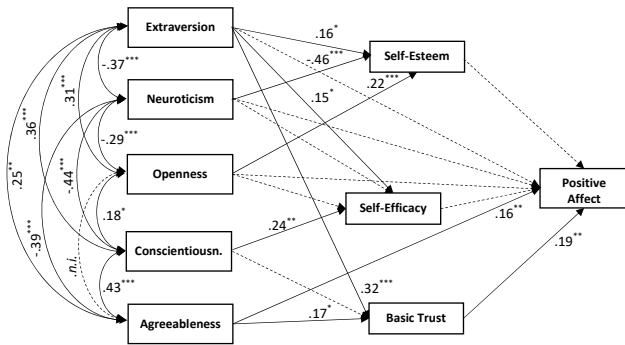 Extraversion
.16*
Self-Esteem
-.37***
-.46***
.22***
.31***
.15*
Neuroticism
.36***
-.29***
.25**
-.44***
Openness
Positive
Affect
Self-Efficacy
.18*
.16**
-.39***
.n.i.
.24**
Conscientiousn.
.19**
.43***
.32***
.17*
Basic Trust
Agreeableness